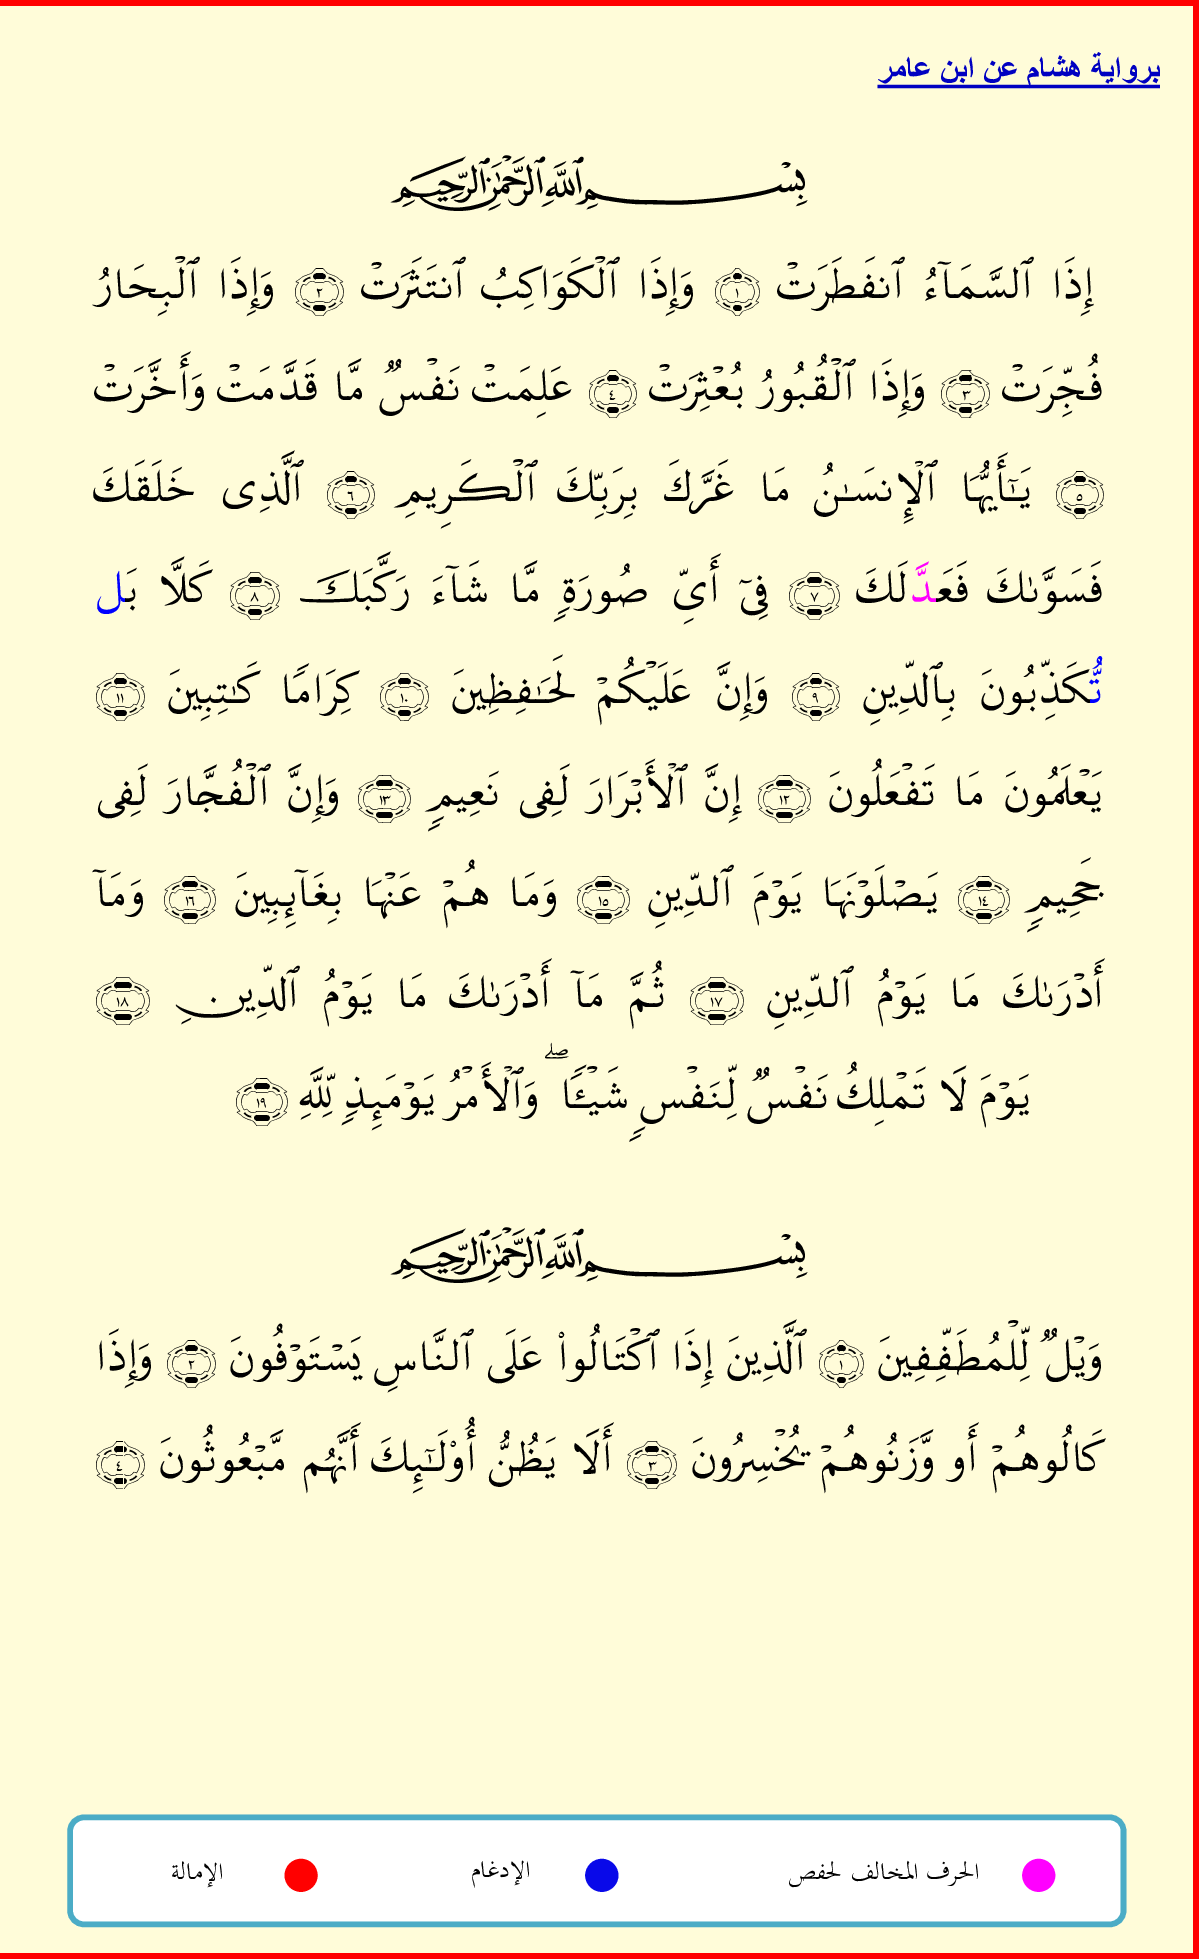 برواية هشام عن ابن عامر
بِسْمِ ٱللَّهِ ٱلرَّحْمَٰنِ ٱلرَّحِيمِ
إِذَا ٱلسَّمَآءُ ٱنفَطَرَتْ ١ وَإِذَا ٱلْكَوَاكِبُ ٱنتَثَرَتْ ٢ وَإِذَا ٱلْبِحَارُ
فُجِّرَتْ ٣ وَإِذَا ٱلْقُبُورُ بُعْثِرَتْ ٤ عَلِمَتْ نَفْسٌ مَّا قَدَّمَتْ وَأَخَّرَتْ
٥ يَـٰٓأَيُّهَا ٱلْإِنسَـٰنُ مَا غَرَّكَ بِرَبِّكَ ٱلْكَرِيمِ ٦ ٱلَّذِى خَلَقَكَ
فَسَوَّىٰكَ فَعَدَّلَكَ ٧ فِىٓ أَىِّ صُورَةٍ مَّا شَآءَ رَكَّبَكَ ٨ كَلَّا بَل
تُّكَذِّبُونَ بِٱلدِّينِ ٩ وَإِنَّ عَلَيْكُمْ لَحَـٰفِظِينَ ١٠ كِرَامًا كَـٰتِبِينَ ١١
يَعْلَمُونَ مَا تَفْعَلُونَ ١٢ إِنَّ ٱلْأَبْرَارَ لَفِى نَعِيمٍ ١٣ وَإِنَّ ٱلْفُجَّارَ لَفِى
جَحِيمٍ ١٤ يَصْلَوْنَهَا يَوْمَ ٱلدِّينِ ١٥ وَمَا هُمْ عَنْهَا بِغَآئِبِينَ ١٦ وَمَآ
أَدْرَىٰكَ مَا يَوْمُ ٱلدِّينِ ١٧ ثُمَّ مَآ أَدْرَىٰكَ مَا يَوْمُ ٱلدِّينِ ١٨
يَوْمَ لَا تَمْلِكُ نَفْسٌ لِّنَفْسٍ شَيْـًٔا ۖ وَٱلْأَمْرُ يَوْمَئِذٍ لِّلَّهِ ١٩
بِسْمِ ٱللَّهِ ٱلرَّحْمَٰنِ ٱلرَّحِيمِ
وَيْلٌ لِّلْمُطَفِّفِينَ ١ ٱلَّذِينَ إِذَا ٱكْتَالُوا۟ عَلَى ٱلنَّاسِ يَسْتَوْفُونَ ٢ وَإِذَا
كَالُوهُمْ أَو وَّزَنُوهُمْ يُخْسِرُونَ ٣ أَلَا يَظُنُّ أُو۟لَـٰٓئِكَ أَنَّهُم مَّبْعُوثُونَ ٤
الحرف المخالف لحفص الإدغام الإمالة